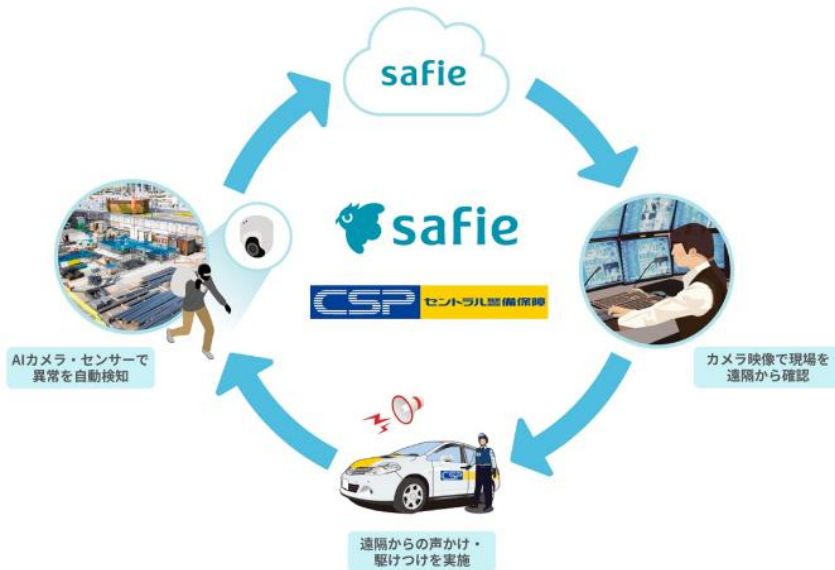 safie
safie
CSP セントラル警備保障
AIカメラ・センサーで
異常を自動検知
カメラ映像で現場を
遠隔から確認
CSP
遠隔からの声かけ・
駆けつけを実施